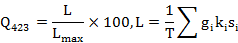 Q₄₂₃ = L / Lₘₐₓ × 100, L = 1 / T ∑ gᵢkᵢsᵢ